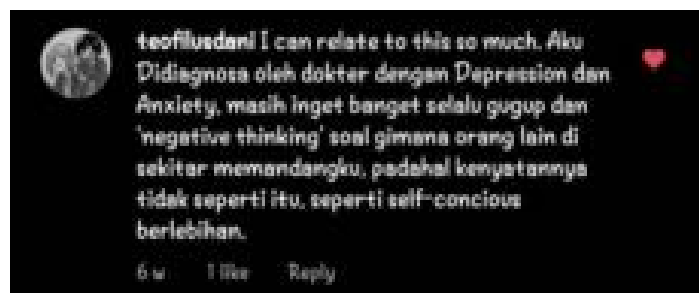 teofilusdani I can relate to this so much. Aku
Didiagnosa oleh dokter dengan Depression dan
Anxiety, masih inget banget selalu gugup dan
'negative thinking' soal gimana orang lain di
sekitar memandangku, padahal kenyatannya
tidak seperti itu, seperti self-concious
berlebihan.
6 w 1 like Reply